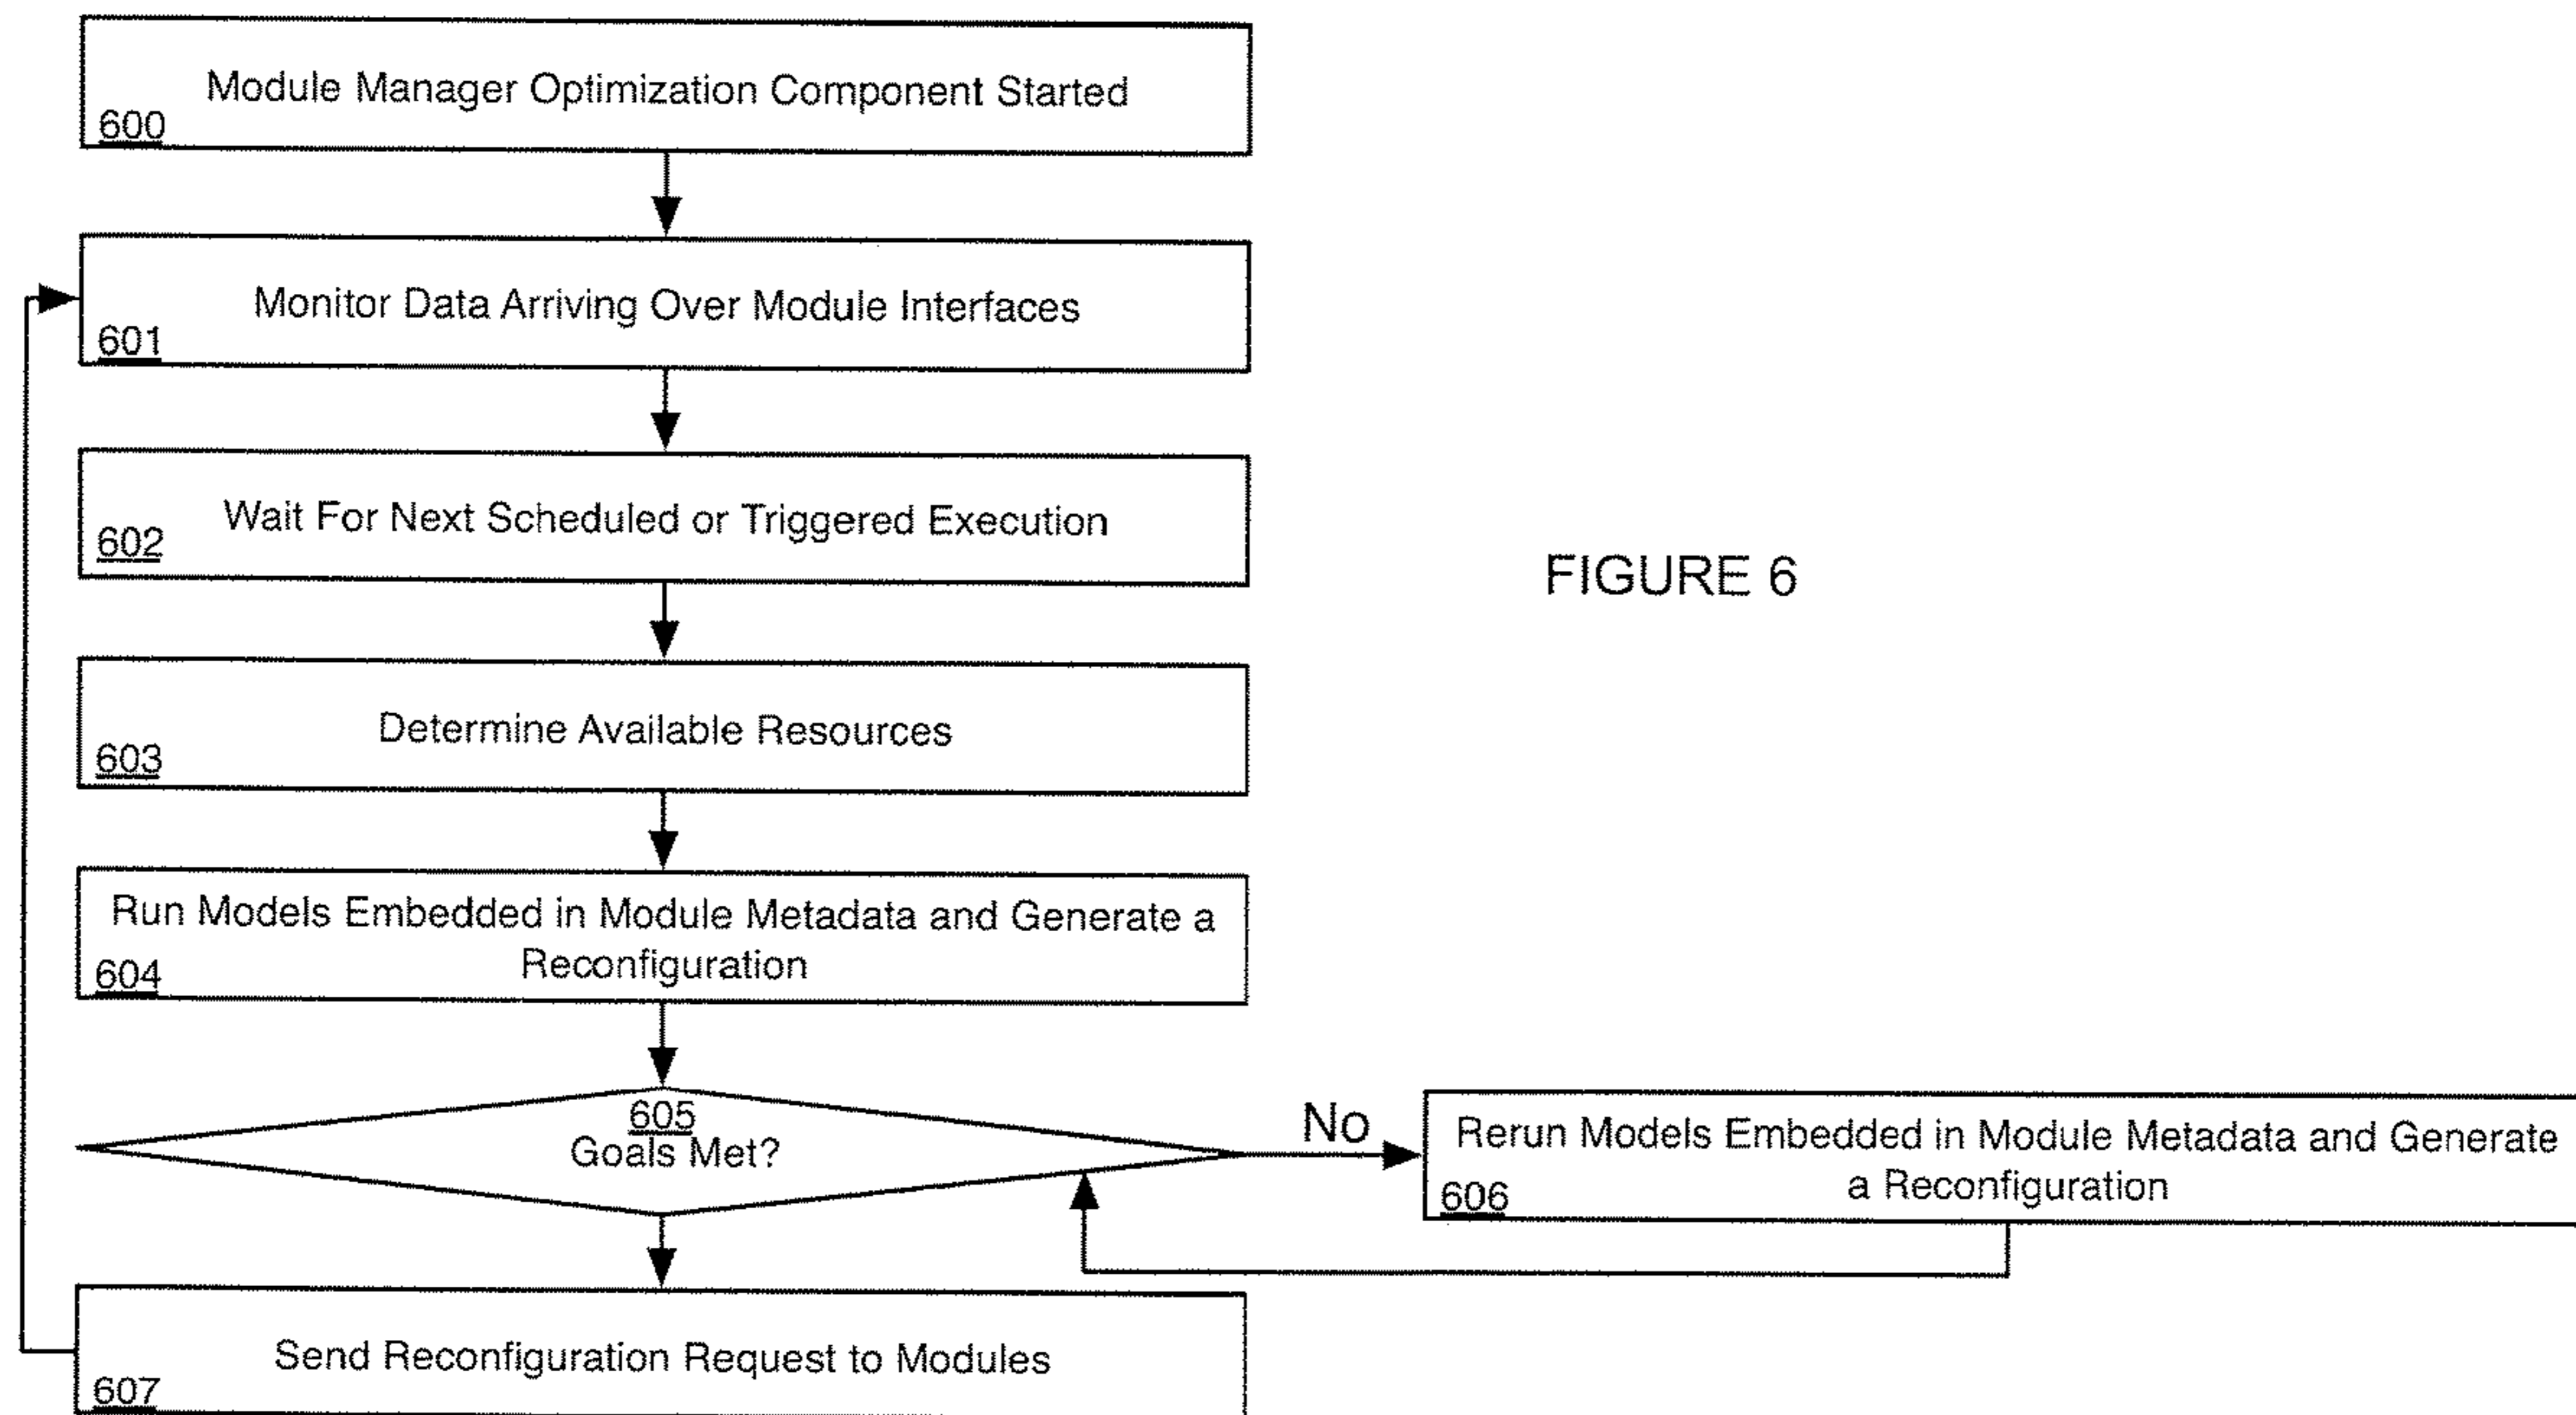 Module Manager Optimization Component Started
600
Monitor Data Arriving Over Module Interfaces
601
Wait For Next Scheduled or Triggered Execution
602
FIGURE 6
Determine Available Resources
603
Run Models Embedded in Module Metadata and Generate a
Reconfiguration
604
605
Goals Met?
No
Rerun Models Embedded in Module Metadata and Generate
a Reconfiguration
606
Send Reconfiguration Request to Modules
607